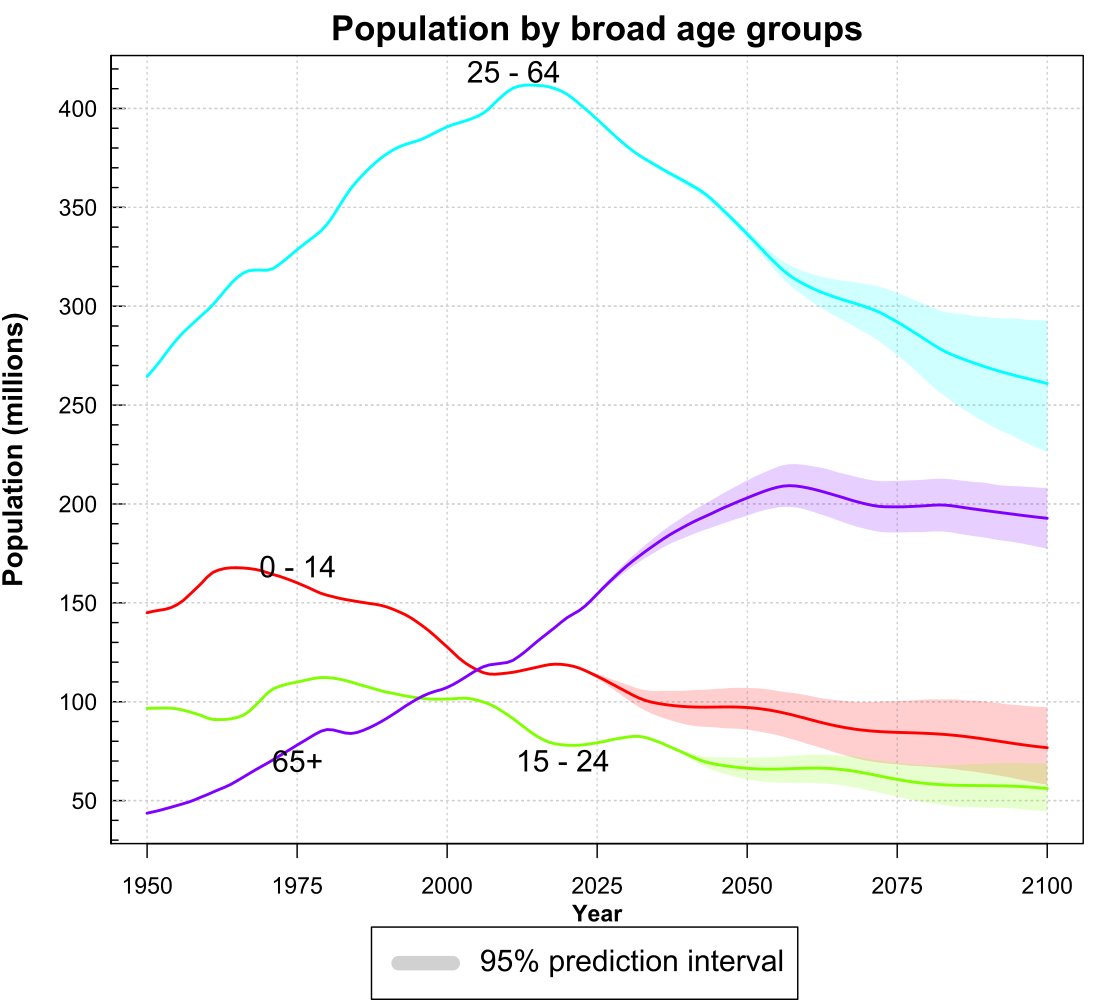 Population by broad age groups
25 - 64
400
350
300
250
200
150
100
50
0 - 14
65+
15 - 24
Population (millions)
1950 1975 2000 2025 2050 2075 2100
Year
95% prediction interval